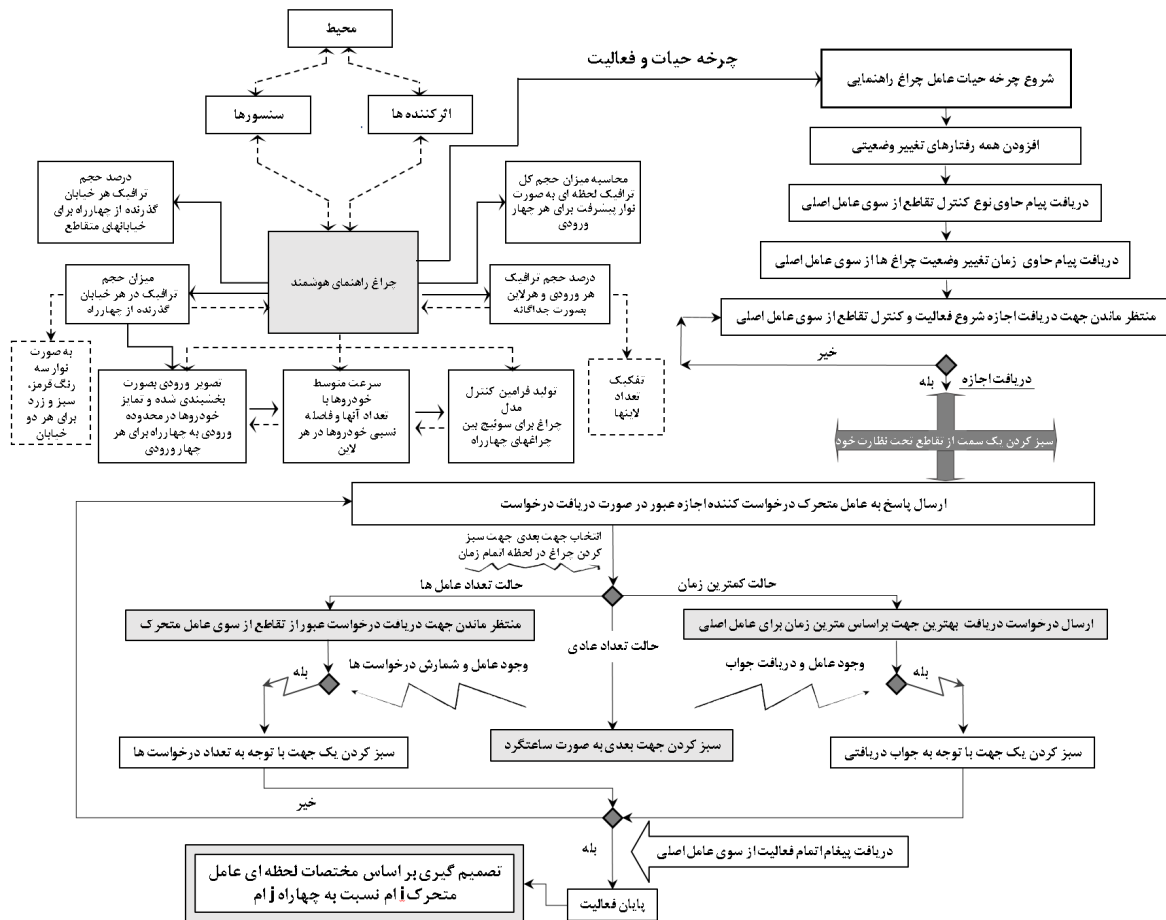 محیط
چرخه حیات و فعالیت
شروع چرخه حیات عامل چراغ راهنمایی
سنسورها
اثرکننده ها
افزودن همه رفتارهای تغییر وضعیتی
درصد حجم
ترافیک هر خیابان
گذرنده از چهارراه برای
خیابانهای متقاطع
محاسبه میزان حجم کل
ترافیک لحظه ای به صورت
نوار پیشرفت برای هر چهار
ورودی
دریافت پیام حاوی نوع کنترل تقاطع از سوی عامل اصلی
دریافت پیام حاوی زمان تغییر وضعیت چراغ ها از سوی عامل اصلی
چراغ راهنمای هوشمند
میزان حجم
ترافیک در هر خیابان
گذرنده از چهارراه
درصد حجم ترافیک
هر ورودی و هرلاین
بصورت جداگانه
منتظر ماندن جهت دریافت اجازه شروع فعالیت و کنترل تقاطع از سوی عامل اصلی
خیر
بله
دریافت اجازه
به صورت
نوار سه
رنگ قرمز،
سبز و زرد
برای هر دو
خیابان
تصویر ورودی بصورت
بخشبندی شده و تمایز
خودروها در محدوده
ورودی به چهارراه برای هر
چهار ورودی
سرعت متوسط
خودروها با
تعداد آنها و فاصله
نسبی خودروها در هر
لاین
تولید فرامین کنترل
مدل
چراغ برای سوئیچ بین
چراغهای چهارراه
تفکیک
تعداد
لاینها
سبز کردن یک سمت از تقاطع تحت نظارت خود
ارسال پاسخ به عامل متحرک درخواست کننده اجازه عبور در صورت دریافت درخواست
انتخاب جهت بعدی جهت سبز
کردن چراغ در لحظه اتمام زمان
حالت تعداد عامل ها
حالت کمترین زمان
منتظر ماندن جهت دریافت درخواست عبور از تقاطع از سوی عامل متحرک
ارسال درخواست دریافت بهترین جهت براساس مترین زمان برای عامل اصلی
حالت تعداد عادی
وجود عامل و شمارش درخواست ها
بله
وجود عامل و دریافت جواب
بله
سبز کردن یک جهت با توجه به تعداد درخواست ها
سبز کردن جهت بعدی به صورت ساعتگرد
سبز کردن یک جهت با توجه به جواب دریافتی
خیر
بله
دریافت پیغام اتمام فعالیت از سوی عامل اصلی
تصمیم گیری بر اساس مختصات لحظه ای عامل
متحرک i ام نسبت به چهاراه j ام
پایان فعالیت